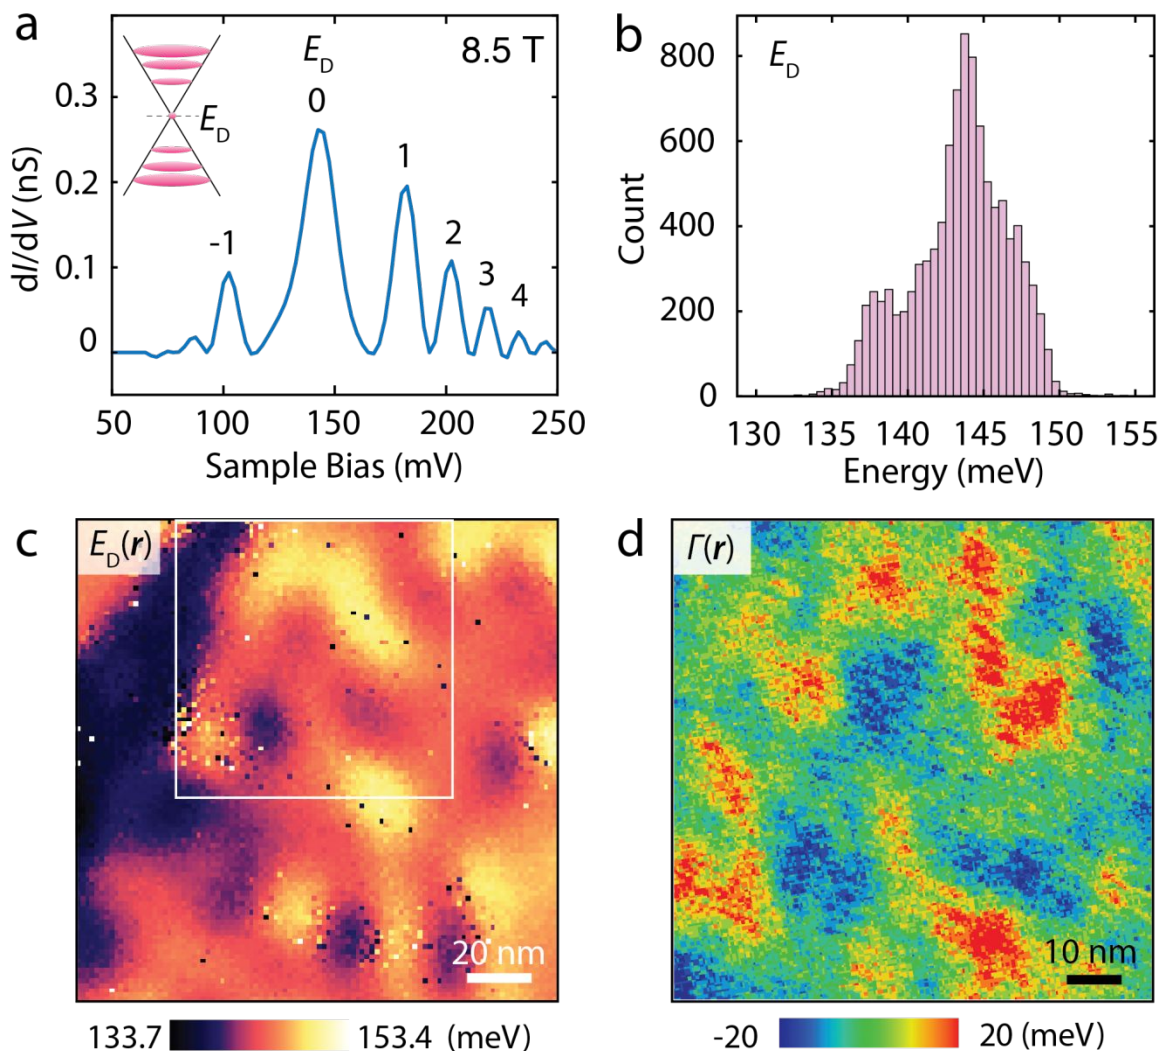 a
8.5 T
E_D
0
1
2
3
4
-1
E_D
0.3
0.2
0.1
0
dI/dV (nS)
50 100 150 200 250
Sample Bias (mV)
b
E_D
800
600
400
200
0
Count
130 135 140 145 150 155
Energy (meV)
c
E_D(r)
20 nm
133.7 153.4 (meV)
d
Γ(r)
10 nm
-20 20 (meV)